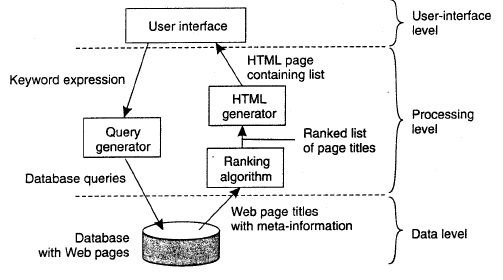 User interface
User-interface
level
Keyword expression
HTML page
containing list
HTML
generator
Query
generator
Ranked list
of page titles
Processing
level
Ranking
algorithm
Database queries
Web page titles
with meta-information
Database
with Web pages
Data level